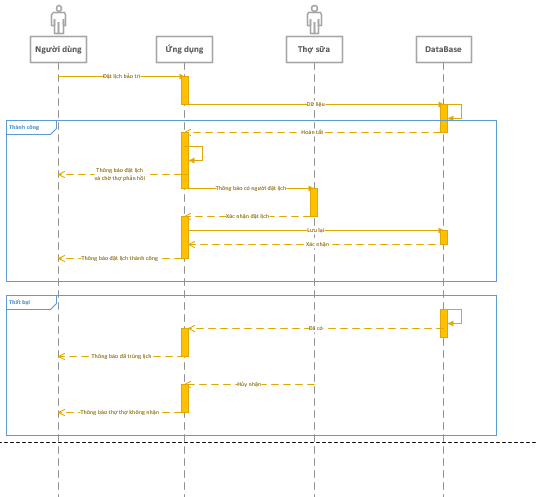 Người dùng
Ứng dụng
Thợ sửa
DataBase
Đặt lịch bảo trì
Dữ liệu
Thành công
Hoàn tất
Thông báo đặt lịch
và chờ thợ phản hồi
Thông báo có người đặt lịch
Xác nhận đặt lịch
Lưu lại
Xác nhận
Thông báo đặt lịch thành công
Thất bại
Đã có
Thông báo đã trùng lịch
Hủy nhận
Thông báo thợ thợ không nhận